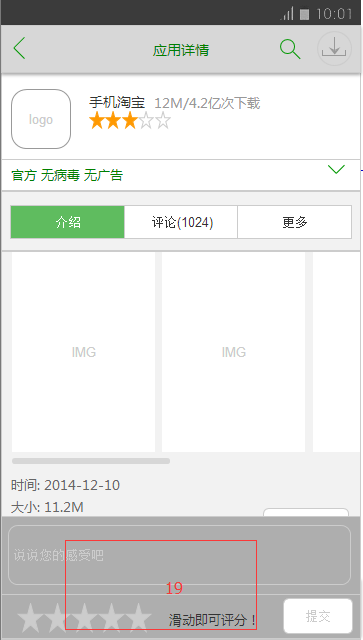 10:01
应用详情
logo
手机淘宝 12M/4.2亿次下载
官方 无病毒 无广告
介绍 评论(1024) 更多
IMG IMG
时间: 2014-12-10
大小: 11.2M
说说您的感受吧
19
滑动即可评分！ 提交